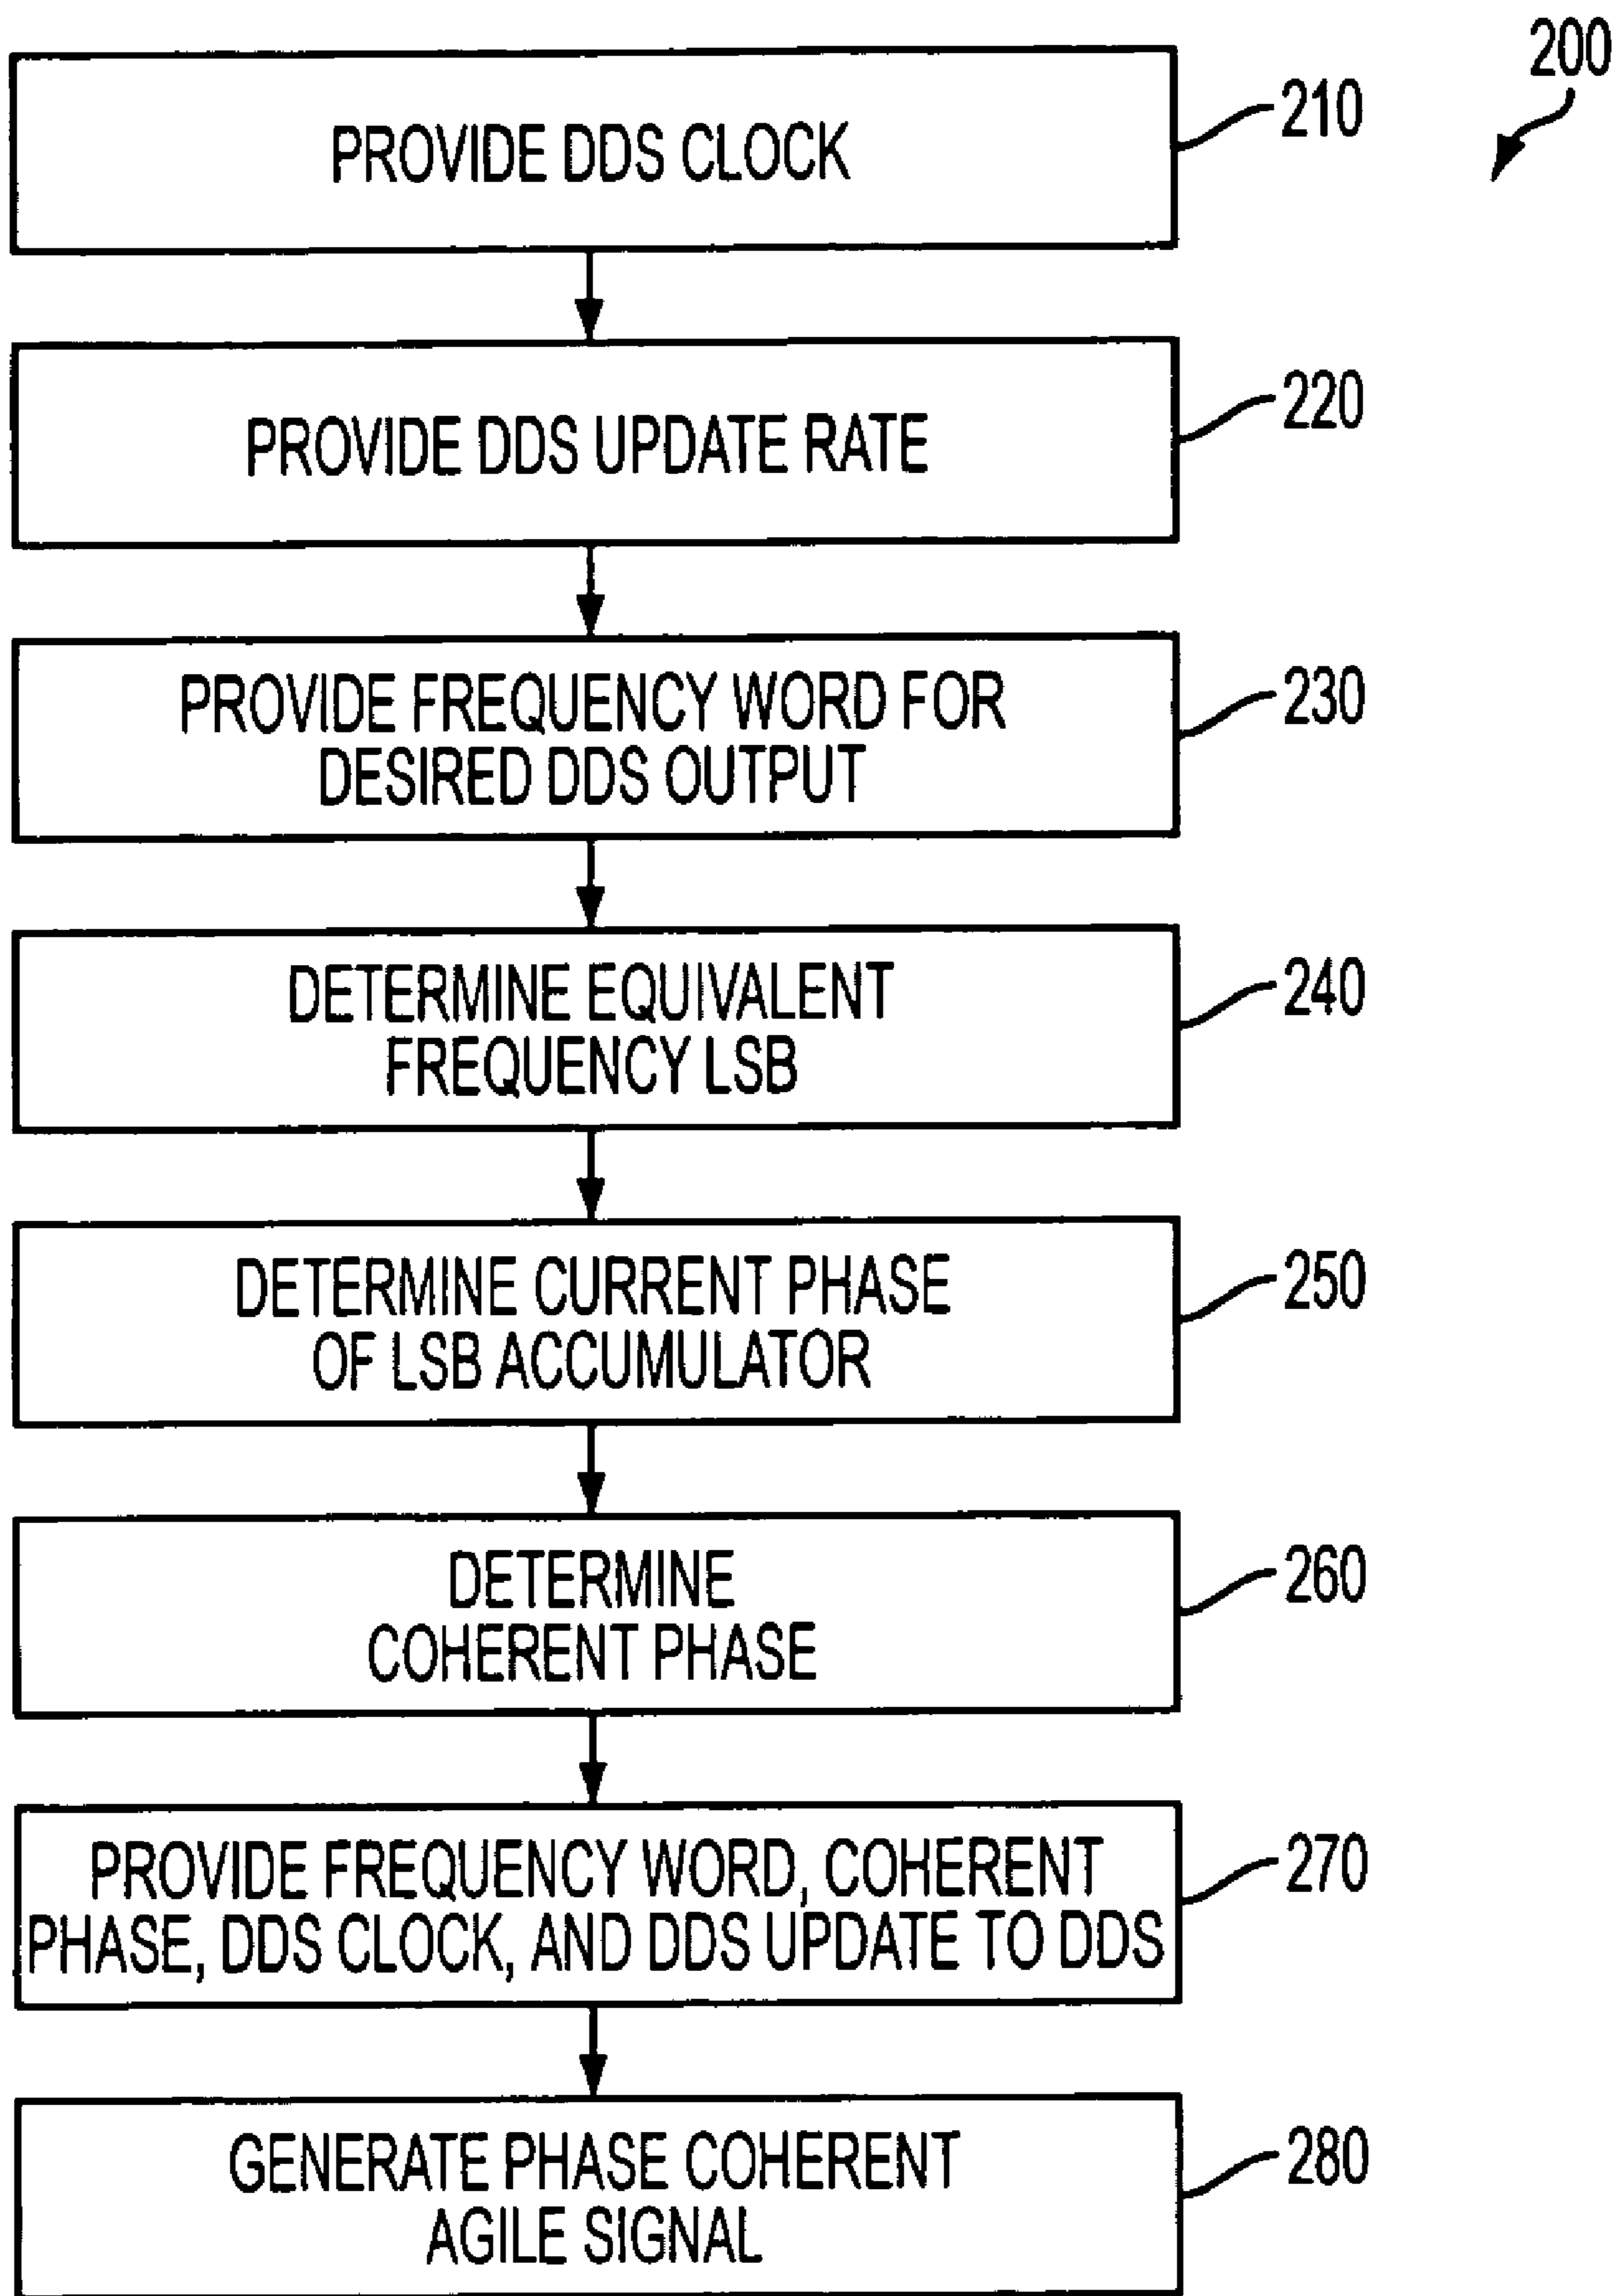 200
PROVIDE DDS CLOCK
210
PROVIDE DDS UPDATE RATE
220
PROVIDE FREQUENCY WORD FOR
DESIRED DDS OUTPUT
230
DETERMINE EQUIVALENT
FREQUENCY LSB
240
DETERMINE CURRENT PHASE
OF LSB ACCUMULATOR
250
DETERMINE
COHERENT PHASE
260
PROVIDE FREQUENCY WORD, COHERENT
PHASE, DDS CLOCK, AND DDS UPDATE TO DDS
270
GENERATE PHASE COHERENT
AGILE SIGNAL
280